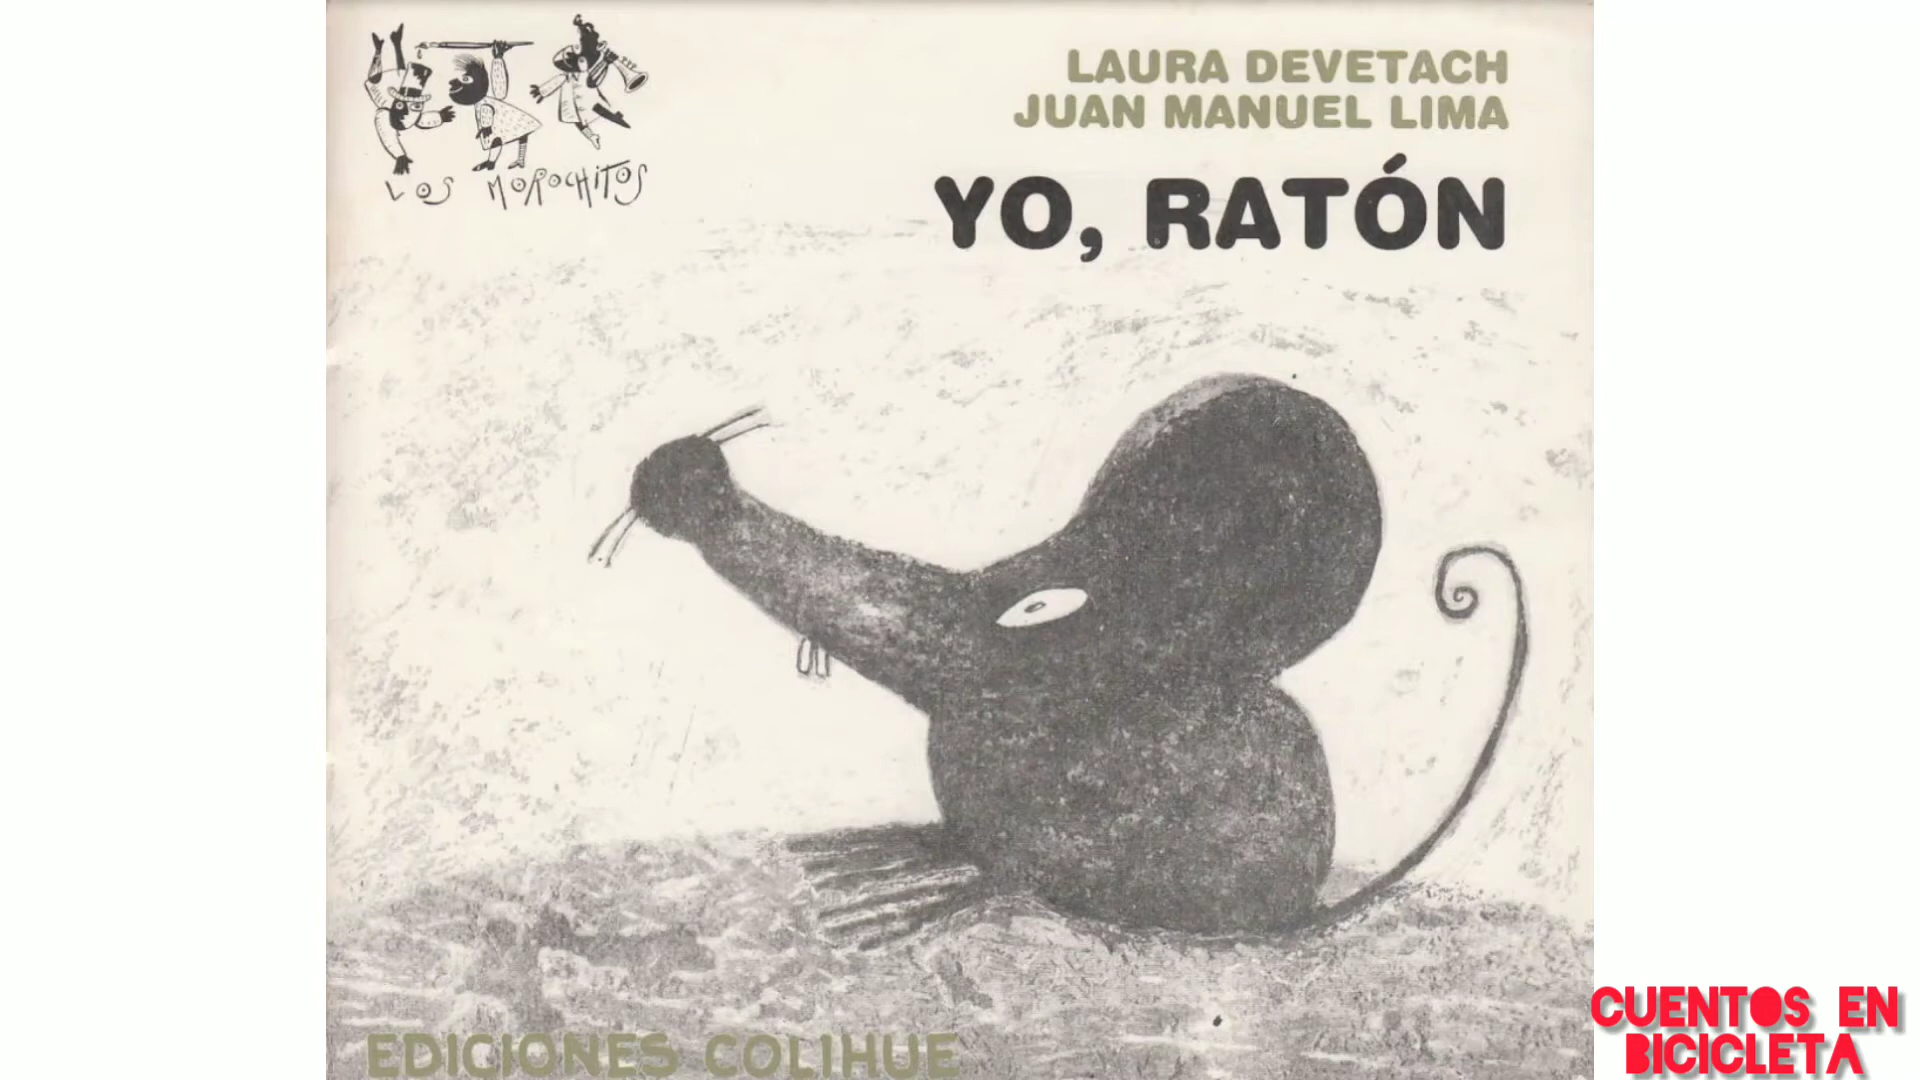 LOS MOROCHITOS
LAURA DEVETACH
JUAN MANUEL LIMA
YO, RATÓN
EDICIONES COLIHUE
CUENTOS EN
BICICLETA